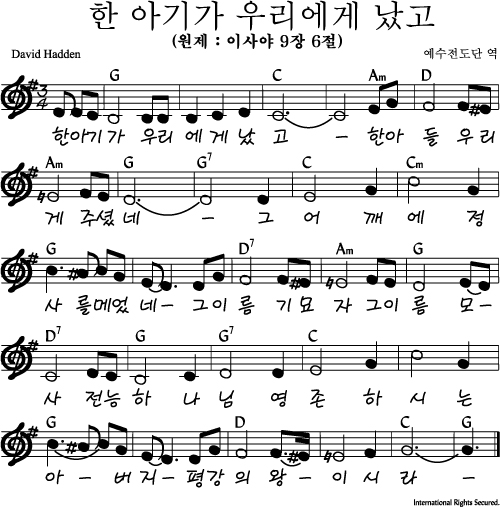 한 아기가 우리에게 났고
(원제 : 이사야 9장 6절)
David Hadden 예수전도단 역
G C Am D
3/4
한아기가 우리 에게 났 고 - 한아 들 우리
Am G G7 C Cm
게 주셨 네 - 그 어 깨 에 정
G D7 Am G
사 를메었 네- 그이 름 기묘 자 그이 름 모-
D7 G G7 C
사 전능 하 나 님 영 존 하 시 는
G D C G
아- 버 지- 평강 의 왕- 이 시 라 -
International Rights Secured.